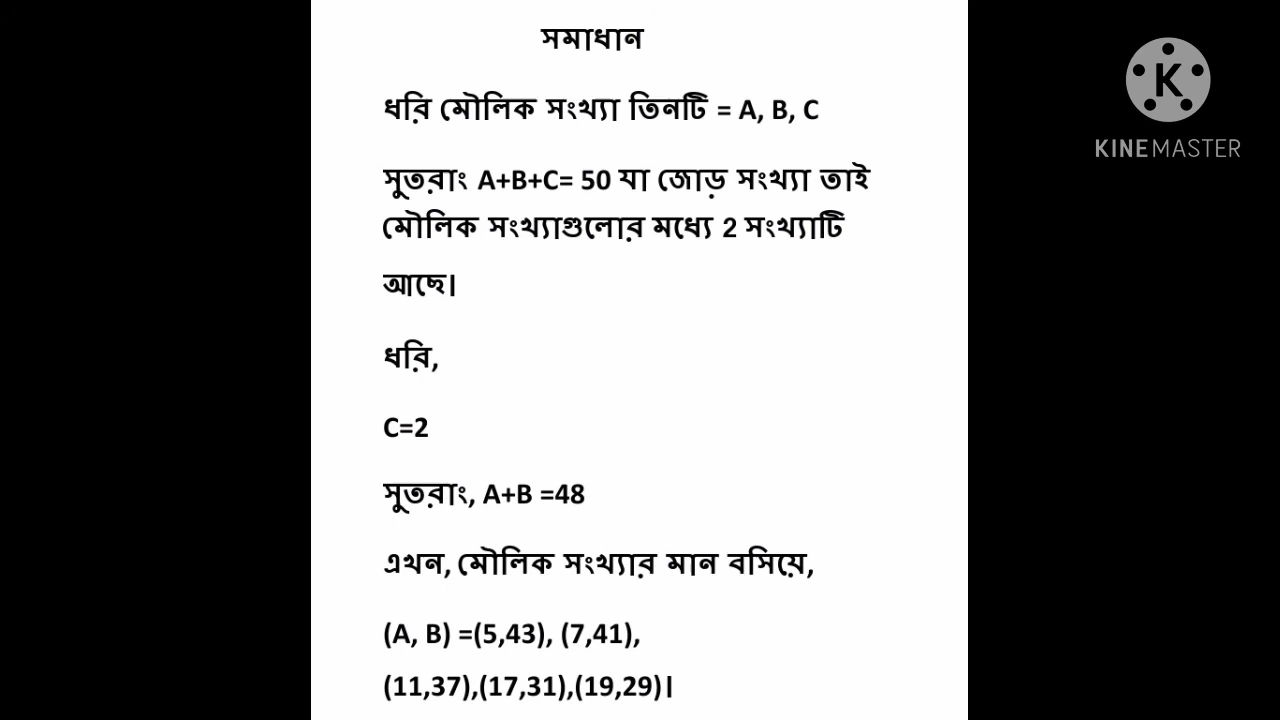 সমাধান
ধরি মৌলিক সংখ্যা তিনটি = A, B, C
সুতরাং A+B+C= 50 যা জোড় সংখ্যা তাই
মৌলিক সংখ্যাগুলোর মধ্যে 2 সংখ্যাটি
আছে।
ধরি,
C=2
সুতরাং, A+B =48
এখন, মৌলিক সংখ্যার মান বসিয়ে,
(A, B) =(5,43), (7,41),
(11,37),(17,31),(19,29)।
K
KINEMASTER